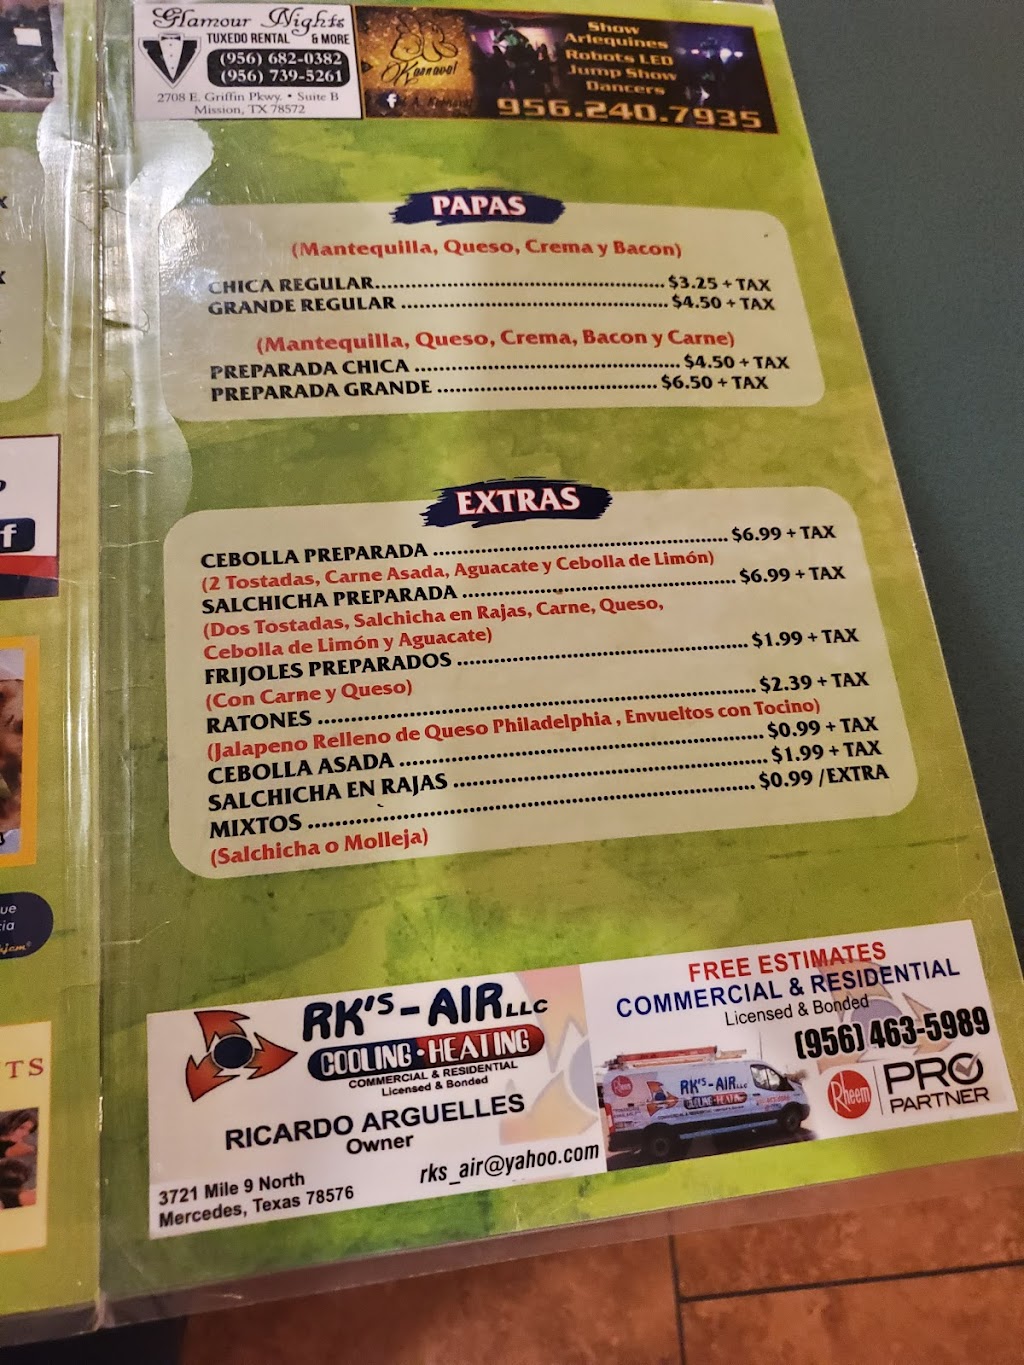 Glamour Nights
TUXEDO RENTAL & MORE
(956) 682-0382
(956) 739-5261
2708 E. Griffin Pkwy. • Suite B
Mission, TX 78572
Karnaval
Show
Arlequines
Robots LED
Jump Show
Dancers
956.240.7935
PAPAS
(Mantequilla, Queso, Crema y Bacon)
CHICA REGULAR $3.25 + TAX
GRANDE REGULAR $4.50 + TAX
(Mantequilla, Queso, Crema, Bacon y Carne)
PREPARADA CHICA $4.50 + TAX
PREPARADA GRANDE $6.50 + TAX
EXTRAS
CEBOLLA PREPARADA $6.99 + TAX
(2 Tostadas, Carne Asada, Aguacate y Cebolla de Limón)
SALCHICHA PREPARADA $6.99 + TAX
(Dos Tostadas, Salchicha en Rajas, Carne, Queso,
Cebolla de Limón y Aguacate)
FRIJOLES PREPARADOS $1.99 + TAX
(Con Carne y Queso)
RATONES $2.39 + TAX
(Jalapeno Relleno de Queso Philadelphia , Envueltos con Tocino)
CEBOLLA ASADA $0.99 + TAX
SALCHICHA EN RAJAS $1.99 + TAX
MIXTOS $0.99 /EXTRA
(Salchicha o Molleja)
RK'S-AIR LLC
COOLING • HEATING
COMMERCIAL & RESIDENTIAL
Licensed & Bonded
RICARDO ARGUELLES
Owner
3721 Mile 9 North
Mercedes, Texas 78576
rks_air@yahoo.com
FREE ESTIMATES
COMMERCIAL & RESIDENTIAL
Licensed & Bonded
(956) 463-5989
RK'S-AIR LLC
COOLING • HEATING
Rheem
PRO
PARTNER
f
TS